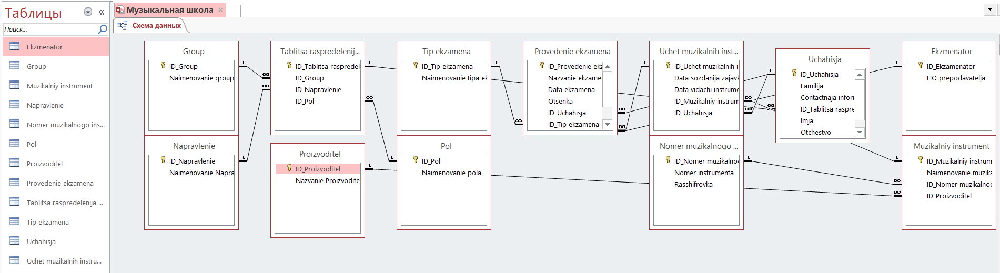 Таблицы
Поиск...
Ekzmenator
Group
Muzikalniy instrument
Napravlenie
Nomer muzikalnogo ins...
Pol
Proizvoditel
Provedenie ekzamena
Tablitsa raspredelenija ...
Tip ekzamena
Uchahisja
Uchet muzikalnih instru...
Музыкальная школа
Схема данных
Group
ID_Group
Naimenovanie group
Napravlenie
ID_Napravlenie
Naimenovanie Napra
Tablitsa raspredelenij...
ID_Tablitsa raspredel
ID_Group
ID_Napravlenie
ID_Pol
Proizvoditel
ID_Proizvoditel
Nazvanie Proizvodite
Tip ekzamena
ID_Tip ekzamena
Naimenovanie tipa ek
Pol
ID_Pol
Naimenovanie pola
Provedenie ekzamena
ID_Provedenie ekz
Nazvanie ekzame
Data ekzamena
Otsenka
ID_Uchahisja
ID_Tip ekzamena
Uchet muzikalnih inst...
ID_Uchet muzikalnih i
Data sozdanija zajavk
Data vidachi instrume
ID_Muzikalniy instrum
ID_Uchahisja
Nomer muzikalnogo ...
ID_Nomer muzikalnog
Nomer instrumenta
Rasshifrovka
Uchahisja
ID_Uchahisja
Familija
Contactnaja inforr
ID_Tablitsa raspre
Imja
Otchestvo
Ekzmenator
ID_Ekzamenator
FIO prepodavatelja
Muzikalniy instrument
ID_Muzikalniy instrum
Naimenovanie muzika
ID_Nomer muzikalnog
ID_Proizvoditel